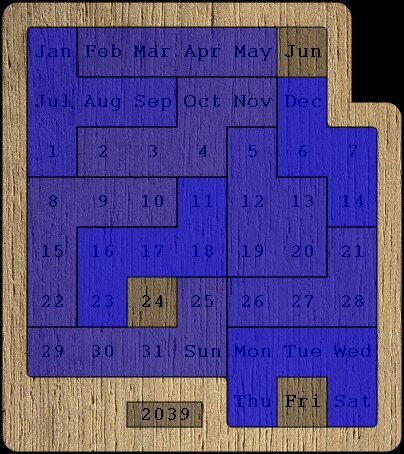 Jan Feb Mar Apr May Jun
Jul Aug Sep Oct Nov Dec
1 2 3 4 5 6 7
8 9 10 11 12 13 14
15 16 17 18 19 20 21
22 23 24 25 26 27 28
29 30 31 Sun Mon Tue Wed
Thu Fri Sat
2039